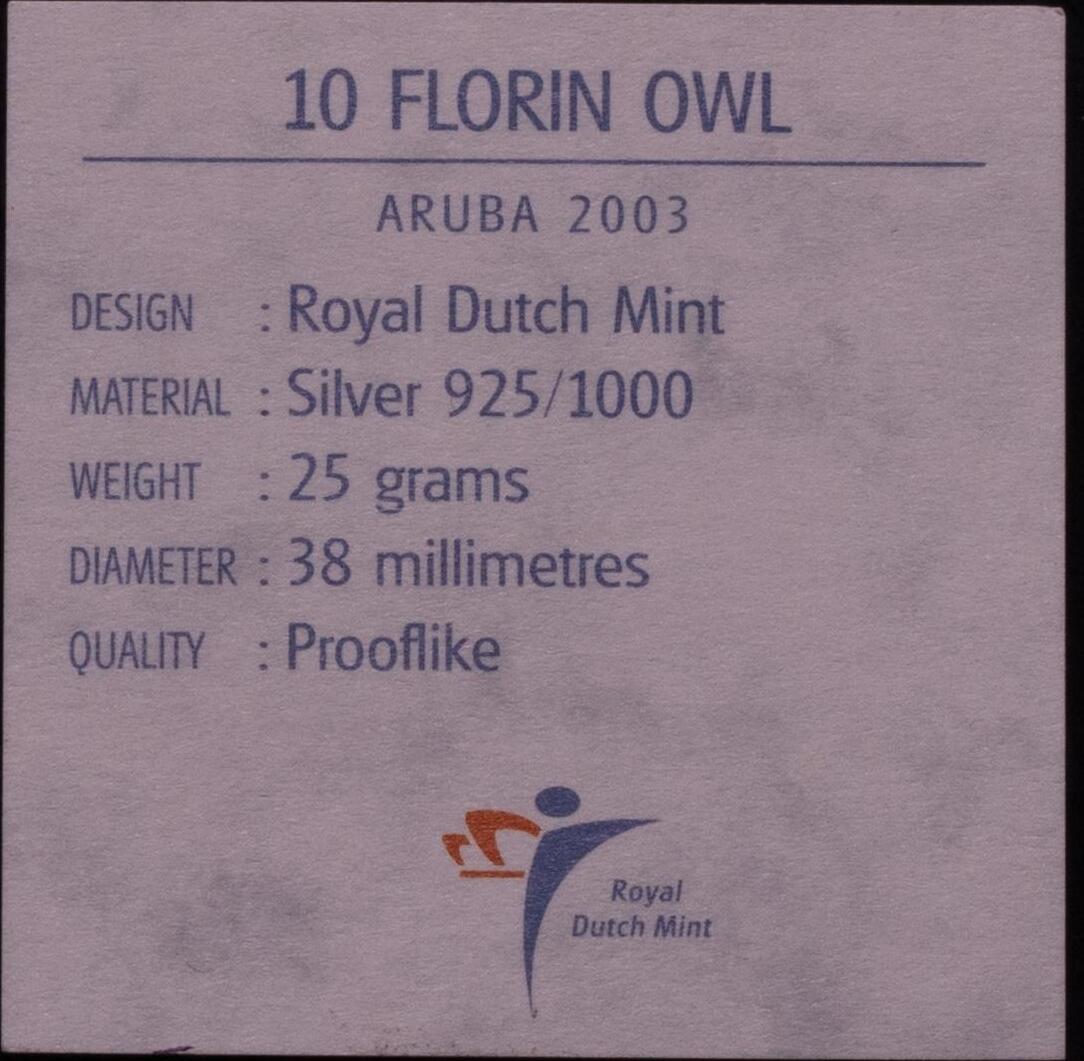 10 FLORIN OWL
ARUBA 2003
DESIGN : Royal Dutch Mint
MATERIAL : Silver 925/1000
WEIGHT : 25 grams
DIAMETER : 38 millimetres
QUALITY : Prooflike
Royal
Dutch Mint